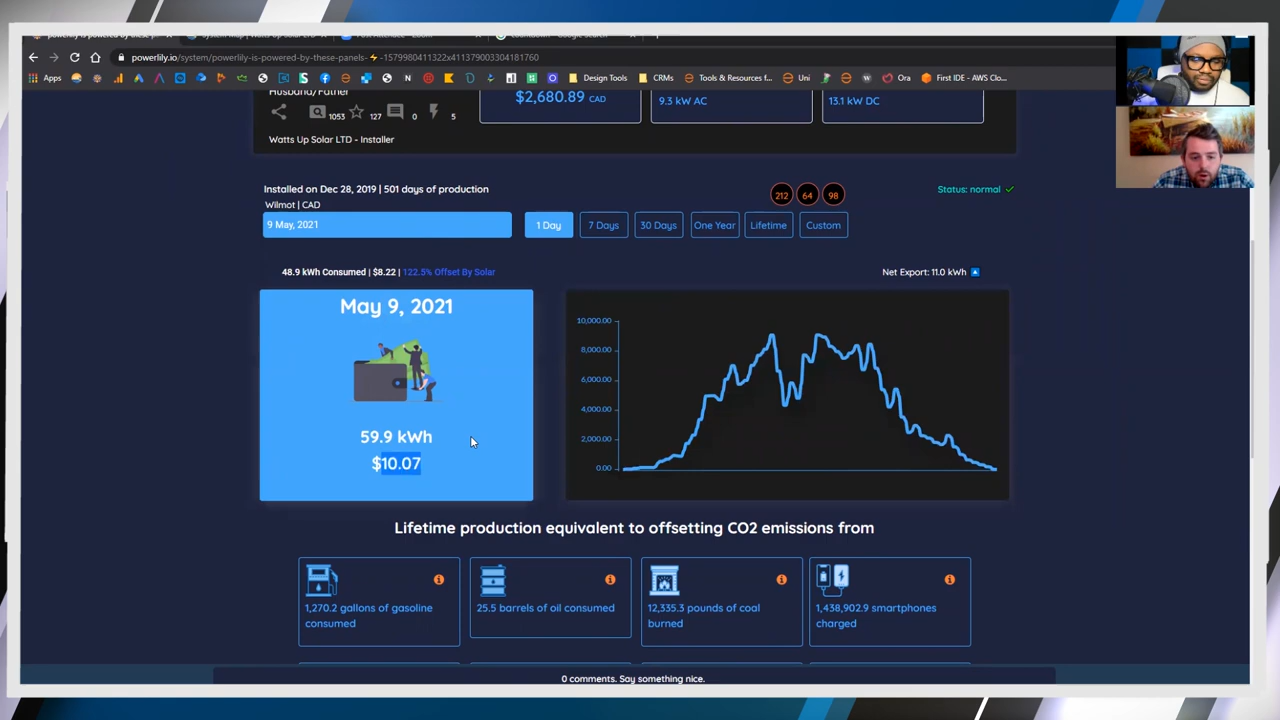 powerlily.io/system/powerlily-is-powered-by-these-panels-⚡-1579980411322x411379003304181760
Apps
Design Tools
CRMs
Tools & Resources f...
Uni
Ora
First IDE - AWS Clo...
Husband/Father
$2,680.89 CAD
9.3 kW AC
13.1 kW DC
1053
127
0
5
Watts Up Solar LTD - Installer
Installed on Dec 28, 2019 | 501 days of production
212
64
98
Status: normal
Wilmot | CAD
9 May, 2021
1 Day
7 Days
30 Days
One Year
Lifetime
Custom
48.9 kWh Consumed | $8.22 | 122.5% Offset By Solar
Net Export: 11.0 kWh
May 9, 2021
59.9 kWh
$10.07
10,000.00
8,000.00
6,000.00
4,000.00
2,000.00
0.00
Lifetime production equivalent to offsetting CO2 emissions from
1,270.2 gallons of gasoline
consumed
25.5 barrels of oil consumed
12,335.3 pounds of coal
burned
1,438,902.9 smartphones
charged
0 comments. Say something nice.